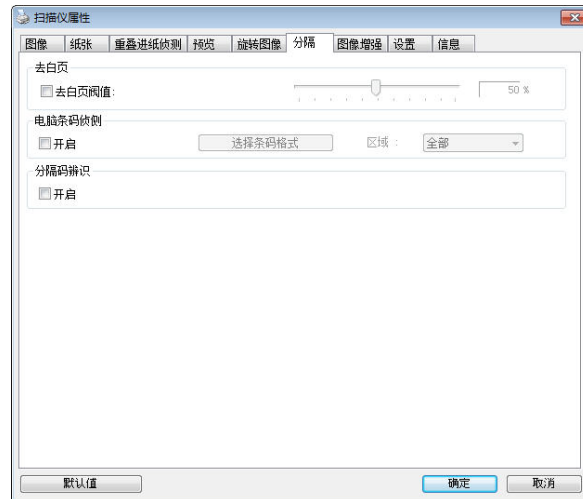 扫描仪属性
图像 纸张 重叠进纸侦测 预览 旋转图像 分隔 图像增强 设置 信息
去白页
去白页阀值: 50 %
电脑条码侦侧
开启 选择条码格式 区域 : 全部
分隔码辨识
开启
默认值 确定 取消